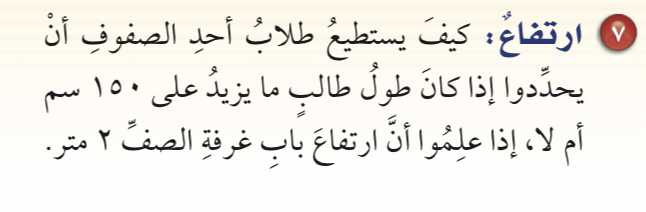 ٧ ارتفاعٌ: كيفَ يستطيعُ طلابُ أحدِ الصفوفِ أنْ
يحدِّدوا إذا كانَ طولُ طالبٍ ما يزيدُ على ١٥٠ سم
أم لا، إذا علِمُوا أنَّ ارتفاعَ بابِ غرفةِ الصفِّ ٢ متر.